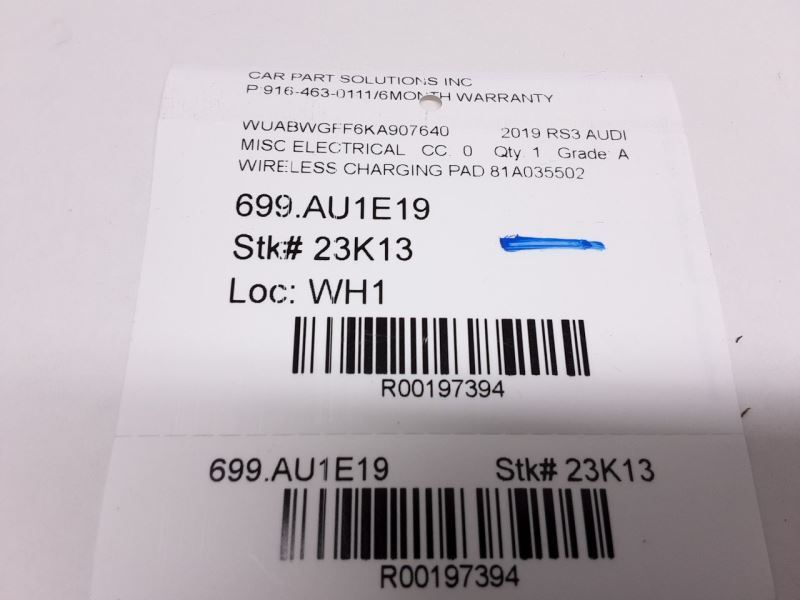 CAR PART SOLUTIONS INC
P 916-463-0111/6MONTH WARRANTY
WUABWGFF6KA907640 2019 RS3 AUDI
MISC ELECTRICAL CC. 0 Qty. 1 Grade: A
WIRELESS CHARGING PAD 81A035502
699.AU1E19
Stk# 23K13
Loc: WH1
R00197394
699.AU1E19 Stk# 23K13
R00197394